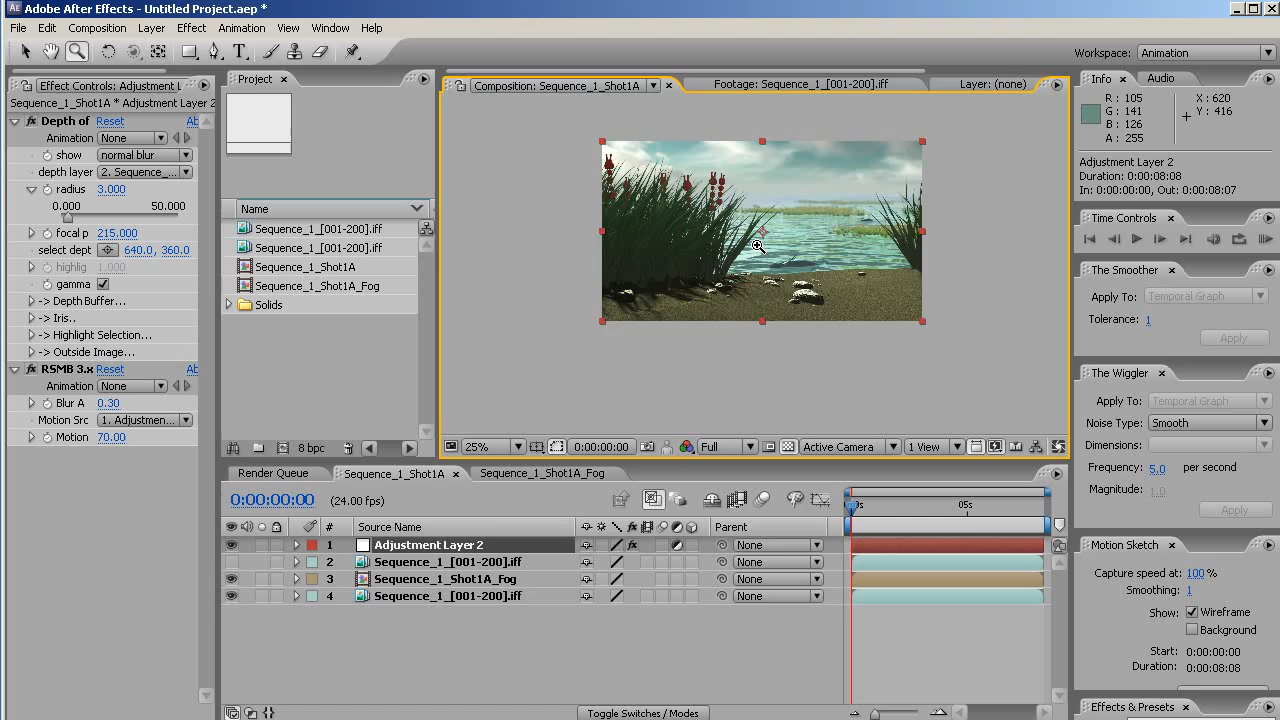 Adobe After Effects - Untitled Project.aep *
File Edit Composition Layer Effect Animation View Window Help
Workspace: Animation
Effect Controls: Adjustment L
Sequence_1_Shot1A * Adjustment Layer 2
Depth of Reset Ab
Animation None
show normal blur
depth layer 2. Sequence_...
radius 3.000
0.000 50.000
focal p 215.000
select dept 640.0, 360.0
highlig 1.000
gamma
-> Depth Buffer...
-> Iris..
-> Highlight Selection...
-> Outside Image...
RSMB 3.x Reset Ab
Animation None
Blur A 0.30
Motion Src 1. Adjustmen...
Motion 70.00
Project
Name
Sequence_1_[001-200].iff
Sequence_1_[001-200].iff
Sequence_1_Shot1A
Sequence_1_Shot1A_Fog
Solids
8 bpc
Composition: Sequence_1_Shot1A
Footage: Sequence_1_[001-200].iff
Layer: (none)
25% 0:00:00:00 Full Active Camera 1 View
Info Audio
R : 105 X : 620
G : 141 Y : 416
B : 126
A : 255
Adjustment Layer 2
Duration: 0:00:08:08
In: 0:00:00:00, Out: 0:00:08:07
Time Controls
The Smoother
Apply To: Temporal Graph
Tolerance: 1
Apply
The Wiggler
Apply To: Temporal Graph
Noise Type: Smooth
Dimensions:
Frequency: 5.0 per second
Magnitude: 1.0
Apply
Motion Sketch
Capture speed at: 100 %
Smoothing: 1
Show: Wireframe
Background
Start: 0:00:00:00
Duration: 0:00:08:08
Effects & Presets
Render Queue Sequence_1_Shot1A Sequence_1_Shot1A_Fog
0:00:00:00 (24.00 fps)
05s
# Source Name Parent
1 Adjustment Layer 2 None
2 Sequence_1_[001-200].iff None
3 Sequence_1_Shot1A_Fog None
4 Sequence_1_[001-200].iff None
Toggle Switches / Modes